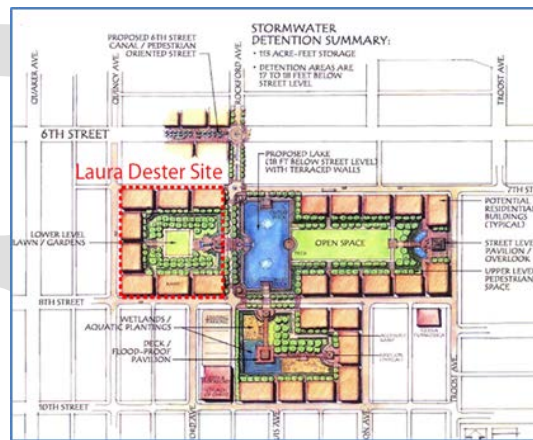 STORMWATER
DETENTION SUMMARY:
• 115 ACRE-FEET STORAGE
• DETENTION AREAS ARE
17 TO 18 FEET BELOW
STREET LEVEL
PROPOSED 6TH STREET
CANAL / PEDESTRIAN
ORIENTED STREET
QUAKER AVE.
QUINCY AVE.
ROCKFORD AVE.
TROOST AVE.
6TH STREET
PROPOSED LAKE
(18 FT BELOW STREET LEVEL)
WITH TERRACED WALLS
Laura Dester Site
7TH ST
POTENTIAL
RESIDENTIAL
BUILDINGS
(TYPICAL)
LOWER LEVEL
LAWN / GARDENS
OPEN SPACE
STREET LEVEL
PAVILION /
OVERLOOK
UPPER LEVEL
PEDESTRIAN
SPACE
8TH STREET
WETLANDS /
AQUATIC PLANTINGS
DECK /
FLOOD-PROOF
PAVILION
TROOST AVE.
10TH STREET